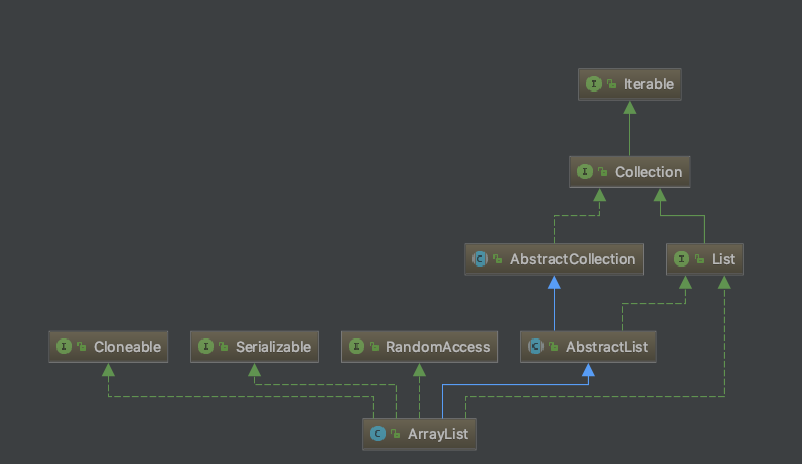 I Iterable
I Collection
C AbstractCollection
I List
I Cloneable
I Serializable
I RandomAccess
C AbstractList
C ArrayList